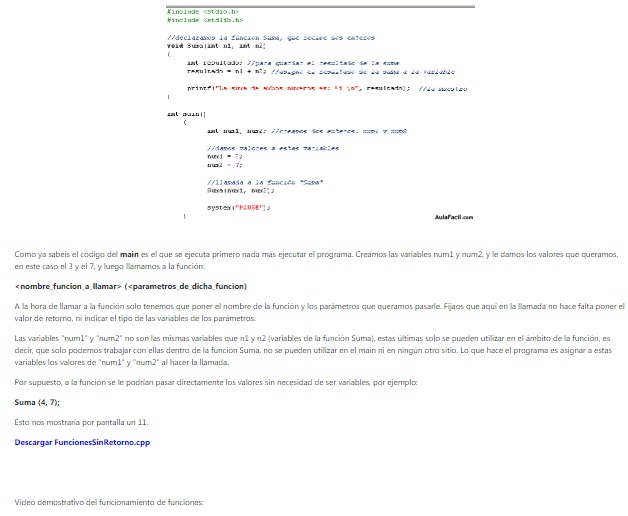 #include <stdio.h>
#include <stdlib.h>
//declaramos la funcion Suma, que recibe dos enteros
void Suma(int n1, int n2)
{
int resultado; //para guardar el resultado de la suma
resultado = n1 + n2; //asigno el resultado de la suma a la variable
printf("La suma de ambos numeros es: %i \n", resultado); //lo muestro
}
int main()
{
int num1, num2; //creamos dos enteros, num1 y num2
//damos valores a estas variables
num1 = 3;
num2 = 7;
//llamada a la función "Suma"
Suma(num1, num2);
system("PAUSE");
}
AulaFacil.com
Como ya sabéis el código del main es el que se ejecuta primero nada más ejecutar el programa. Creamos las variables num1 y num2, y le damos los valores que queramos,
en este caso el 3 y el 7, y luego llamamos a la función:
<nombre_funcion_a_llamar> (<parametros_de_dicha_funcion)
A la hora de llamar a la función solo tenemos que poner el nombre de la función y los parámetros que queramos pasarle. Fijaos que aquí en la llamada no hace falta poner el
valor de retorno, ni indicar el tipo de las variables de los parámetros.
Las variables "num1" y "num2" no son las mismas variables que n1 y n2 (variables de la función Suma), estas últimas solo se pueden utilizar en el ámbito de la función, es
decir, que solo podemos trabajar con ellas dentro de la función Suma, no se pueden utilizar en el main ni en ningún otro sitio. Lo que hace el programa es asignar a estas
variables los valores de "num1" y "num2" al hacer la llamada.
Por supuesto, a la función se le podrían pasar directamente los valores sin necesidad de ser variables, por ejemplo:
Suma (4, 7);
Esto nos mostraría por pantalla un 11.
Descargar FuncionesSinRetorno.cpp
Video demostrativo del funcionamiento de funciones: